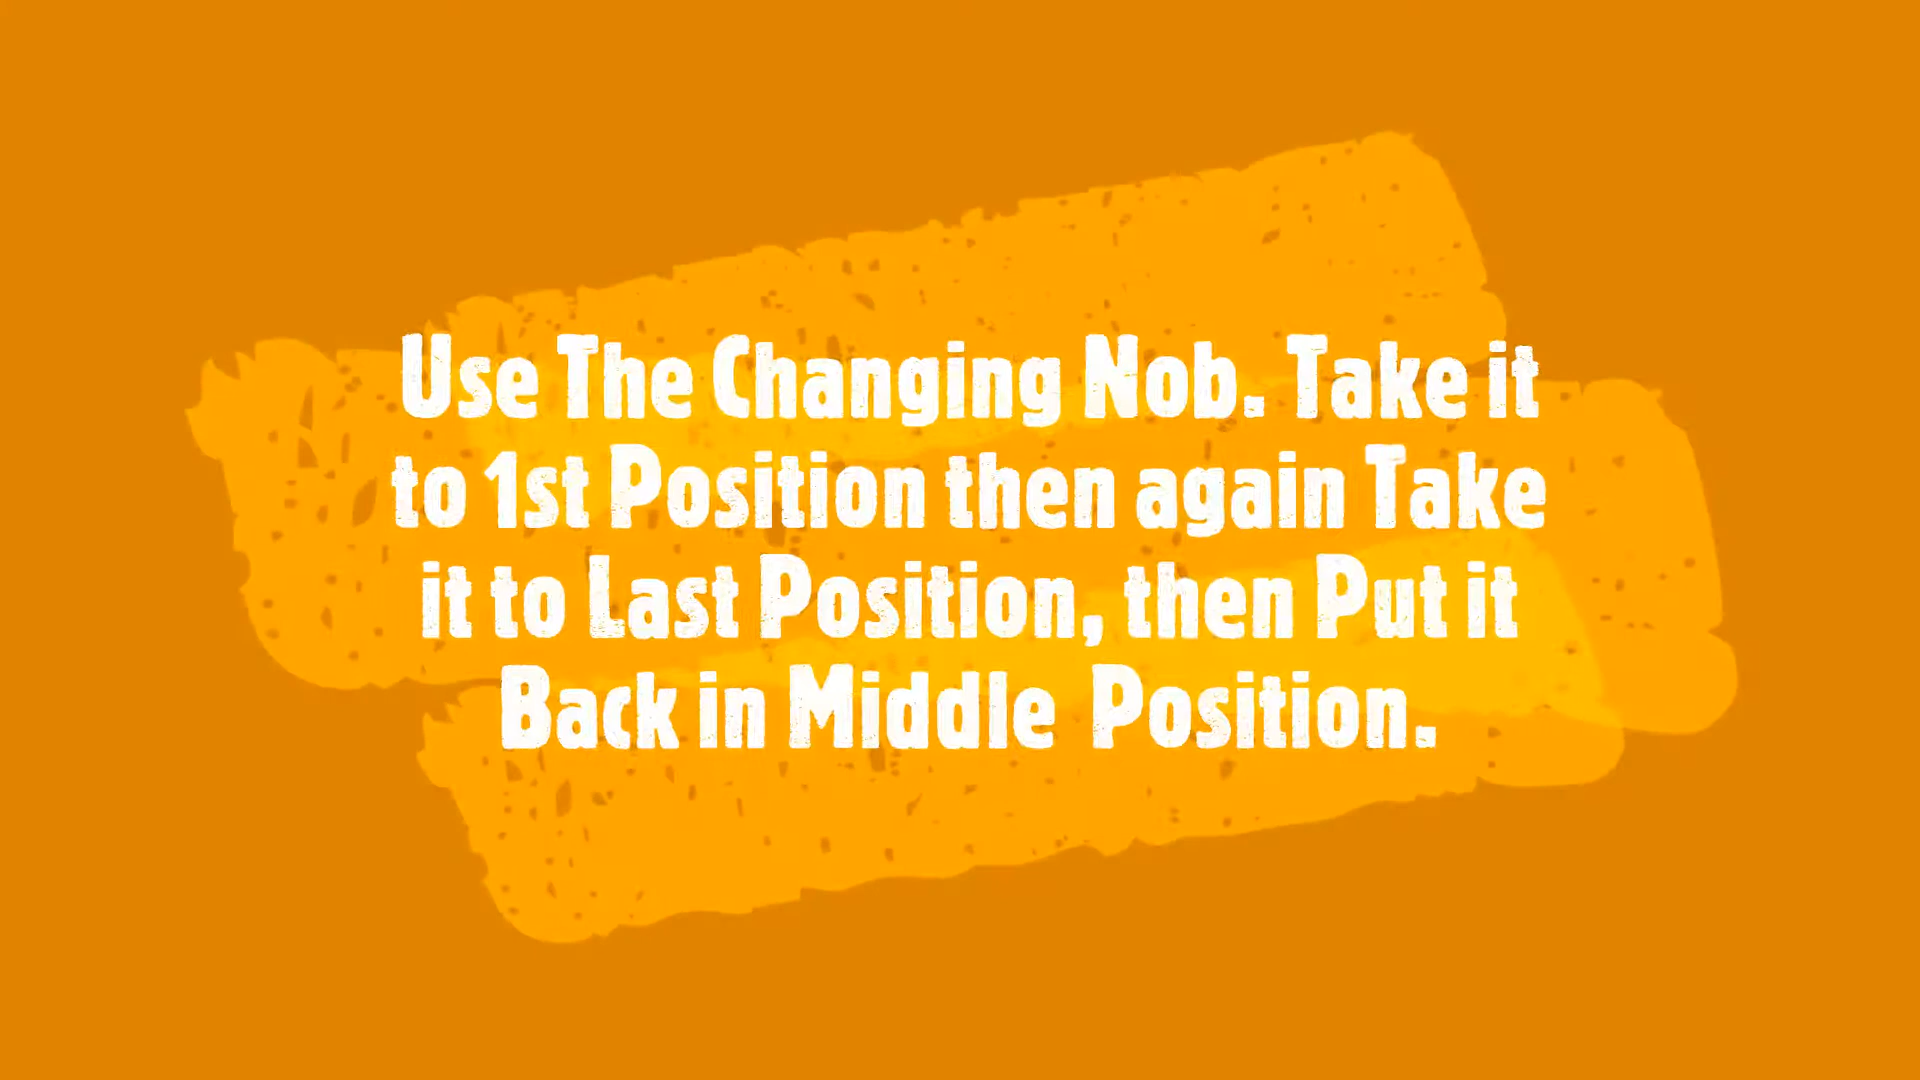 Use The Changing Nob. Take it
to 1st Position then again Take
it to Last Position, then Put it
Back in Middle Position.